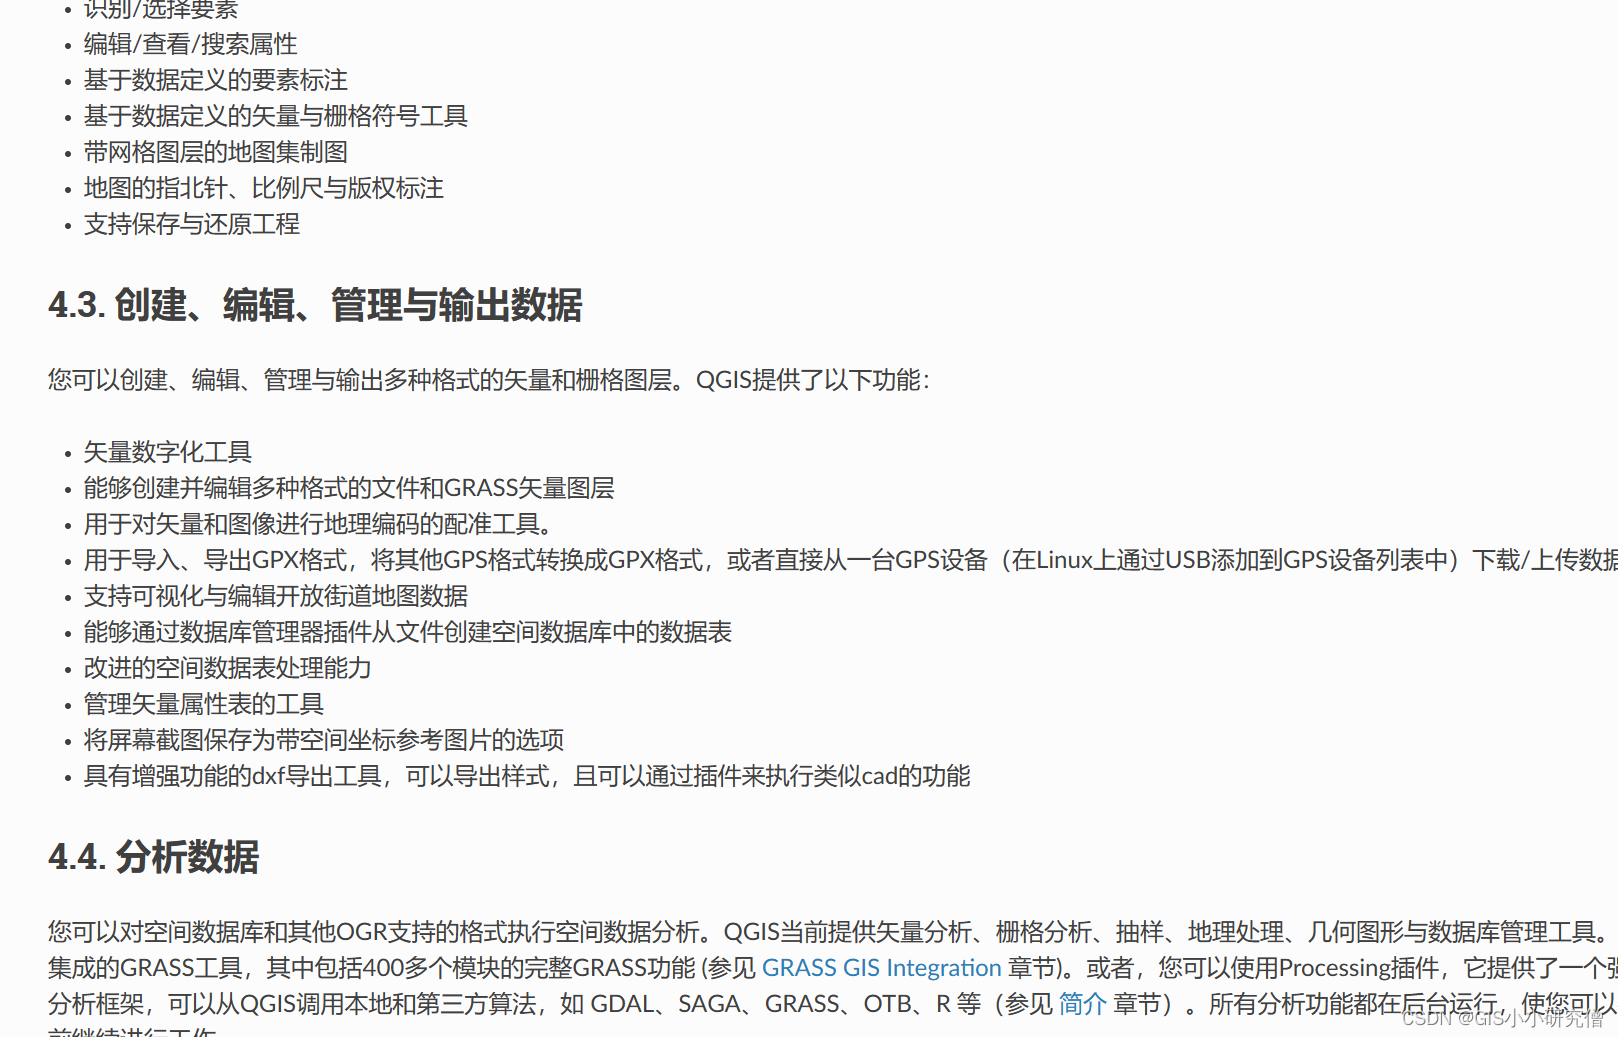 识别/选择要素
编辑/查看/搜索属性
基于数据定义的要素标注
基于数据定义的矢量与栅格符号工具
带网格图层的地图集制图
地图的指北针、比例尺与版权标注
支持保存与还原工程
4.3. 创建、编辑、管理与输出数据
您可以创建、编辑、管理与输出多种格式的矢量和栅格图层。QGIS提供了以下功能：
矢量数字化工具
能够创建并编辑多种格式的文件和GRASS矢量图层
用于对矢量和图像进行地理编码的配准工具。
用于导入、导出GPX格式，将其他GPS格式转换成GPX格式，或者直接从一台GPS设备（在Linux上通过USB添加到GPS设备列表中）下载/上传数据
支持可视化与编辑开放街道地图数据
能够通过数据库管理器插件从文件创建空间数据库中的数据表
改进的空间数据表处理能力
管理矢量属性表的工具
将屏幕截图保存为带空间坐标参考图片的选项
具有增强功能的dxf导出工具，可以导出样式，且可以通过插件来执行类似cad的功能
4.4. 分析数据
您可以对空间数据库和其他OGR支持的格式执行空间数据分析。QGIS当前提供矢量分析、栅格分析、抽样、地理处理、几何图形与数据库管理工具。
集成的GRASS工具，其中包括400多个模块的完整GRASS功能 (参见 GRASS GIS Integration 章节)。或者，您可以使用Processing插件，它提供了一个强
分析框架，可以从QGIS调用本地和第三方算法，如 GDAL、SAGA、GRASS、OTB、R 等（参见 简介 章节）。所有分析功能都在后台运行，使您可以
前继续进行工作
CSDN @GIS小小研究僧